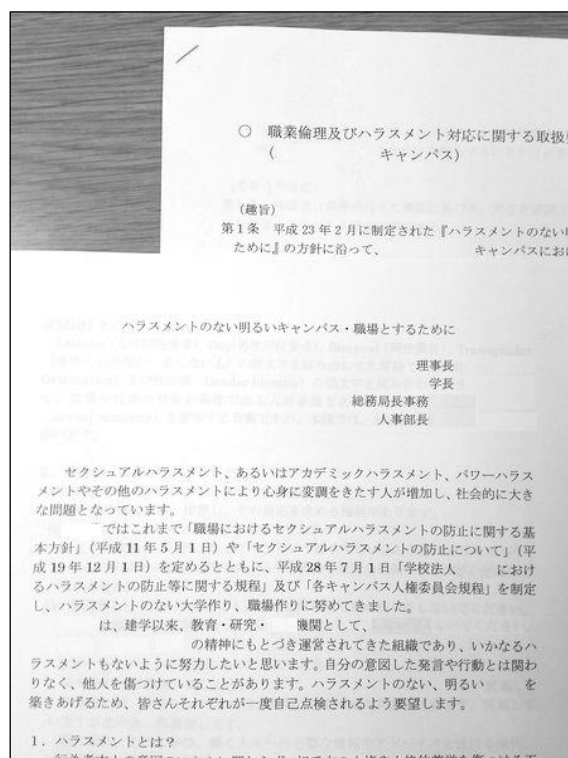 ○ 職業倫理及びハラスメント対応に関する取扱
( キャンパス)
(趣旨)
第1条 平成 23 年 2 月に制定された『ハラスメントのない
ために』の方針に沿って、 キャンパスにお
ハラスメントのない明るいキャンパス・職場とするために
理事長
学長
総務局長事務
人事部長
セクシュアルハラスメント、あるいはアカデミックハラスメント、パワーハラス
メントやその他のハラスメントにより心身に変調をきたす人が増加し、社会的に大き
な問題となっています。
ではこれまで「職場におけるセクシュアルハラスメントの防止に関する基
本方針」(平成 11 年 5 月 1 日) や「セクシュアルハラスメントの防止について」(平
成 19 年 12 月 1 日) を定めるとともに、平成 28 年 7 月 1 日「学校法人 におけ
るハラスメントの防止等に関する規程」及び「各キャンパス人権委員会規程」を制定
し、ハラスメントのない大学作り、職場作りに努めてきました。
は、建学以来、教育・研究・ 機関として、
の精神にもとづき運営されてきた組織であり、いかなるハ
ラスメントもないように努力したいと思います。自分の意図した発言や行動とは関わ
りなく、他人を傷つけていることがあります。ハラスメントのない、明るい を
築きあげるため、皆さんそれぞれが一度自己点検されるよう要望します。
1.ハラスメントとは?